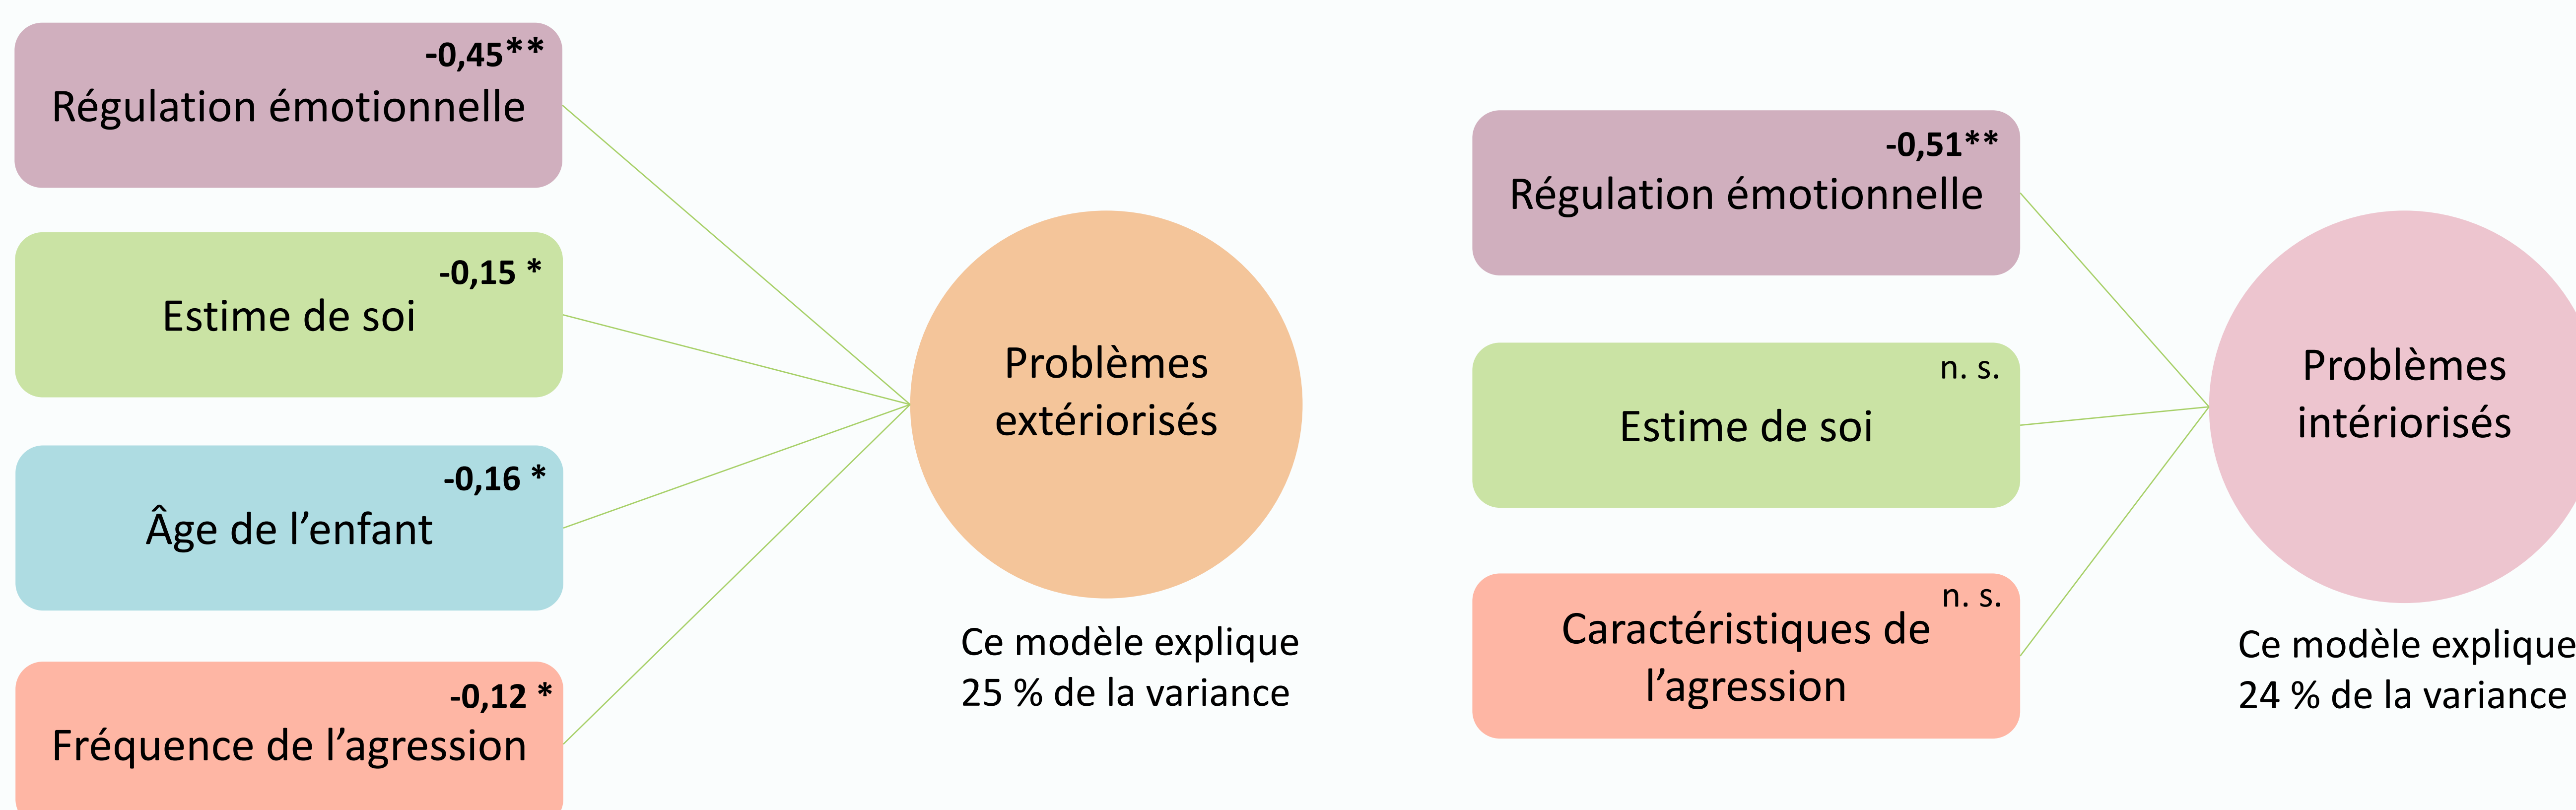 -0,45**
Régulation émotionnelle
-0,15 *
Estime de soi
-0,16 *
Âge de l’enfant
-0,12 *
Fréquence de l’agression
Problèmes
extériorisés
Ce modèle explique
25 % de la variance
-0,51**
Régulation émotionnelle
n. s.
Estime de soi
n. s.
Caractéristiques de
l’agression
Problèmes
intériorisés
Ce modèle explique
24 % de la variance